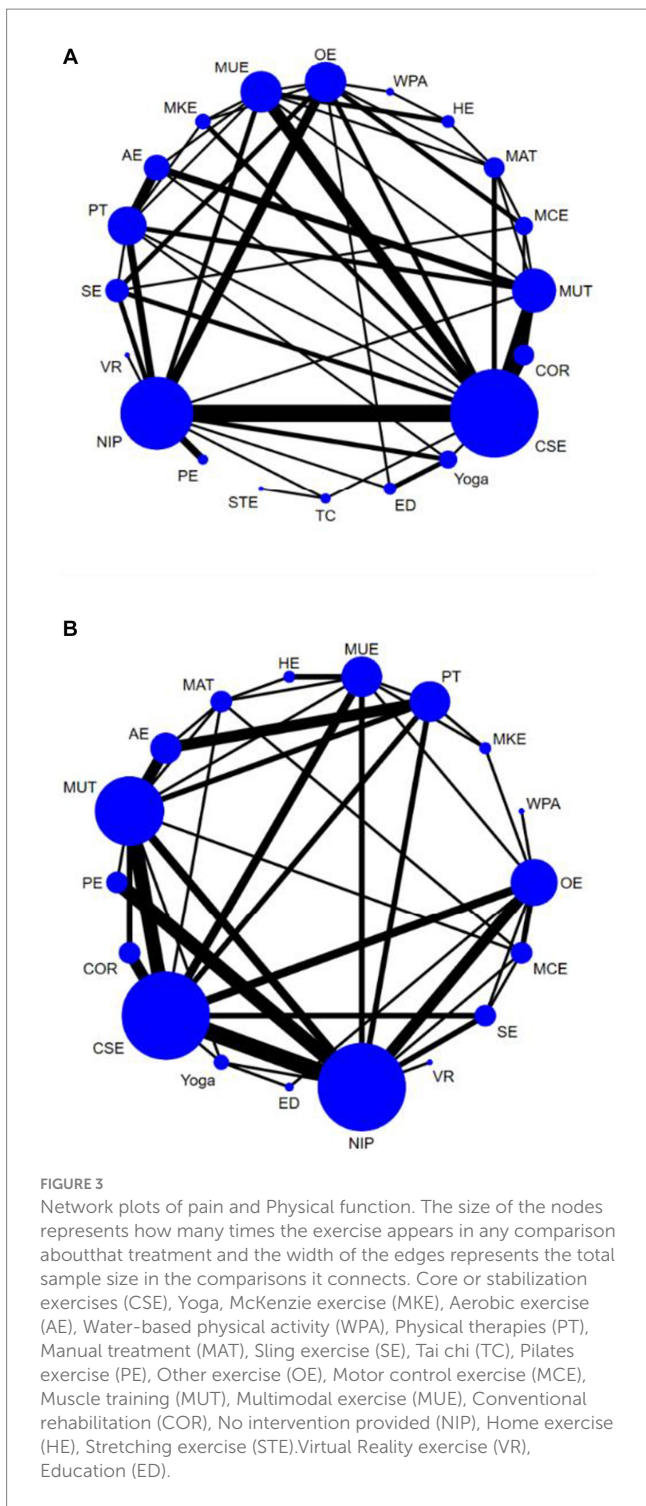 A
OE
MUE
WPA
MKE
HE
AE
MAT
PT
MCE
SE
MUT
VR
COR
NIP
CSE
PE
Yoga
STE
TC
ED
B
MUE
HE
PT
MAT
MKE
AE
WPA
MUT
OE
PE
MCE
COR
SE
CSE
VR
Yoga
ED
NIP
FIGURE 3
Network plots of pain and Physical function. The size of the nodes
represents how many times the exercise appears in any comparison
aboutthat treatment and the width of the edges represents the total
sample size in the comparisons it connects. Core or stabilization
exercises (CSE), Yoga, McKenzie exercise (MKE), Aerobic exercise
(AE), Water-based physical activity (WPA), Physical therapies (PT),
Manual treatment (MAT), Sling exercise (SE), Tai chi (TC), Pilates
exercise (PE), Other exercise (OE), Motor control exercise (MCE),
Muscle training (MUT), Multimodal exercise (MUE), Conventional
rehabilitation (COR), No intervention provided (NIP), Home exercise
(HE), Stretching exercise (STE).Virtual Reality exercise (VR),
Education (ED).